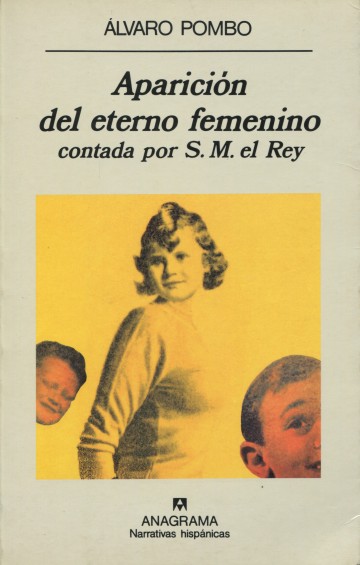 ÁLVARO POMBO
Aparición
del eterno femenino
contada por S. M. el Rey
ANAGRAMA
Narrativas hispánicas